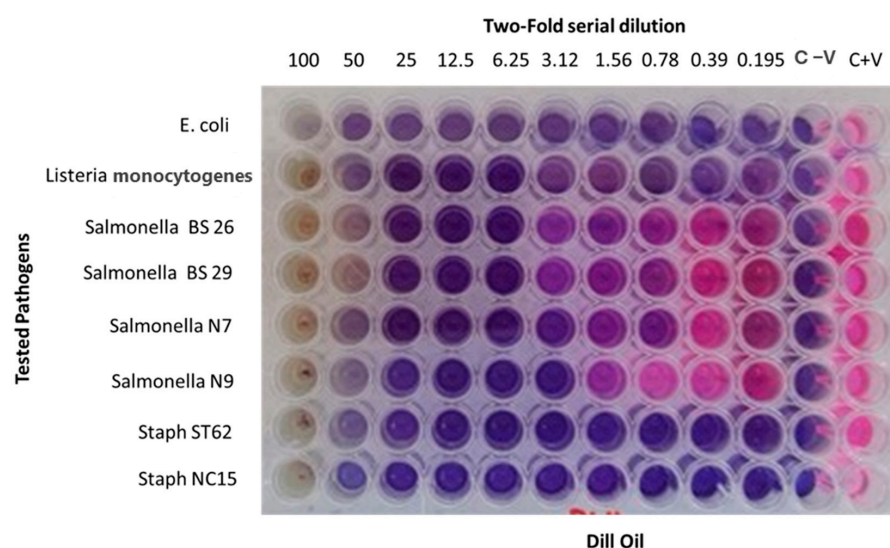 Two-Fold serial dilution
100 50 25 12.5 6.25 3.12 1.56 0.78 0.39 0.195 C –V C+V
E. coli
Listeria monocytogenes
Salmonella BS 26
Salmonella BS 29
Salmonella N7
Salmonella N9
Staph ST62
Staph NC15
Tested Pathogens
Dill Oil